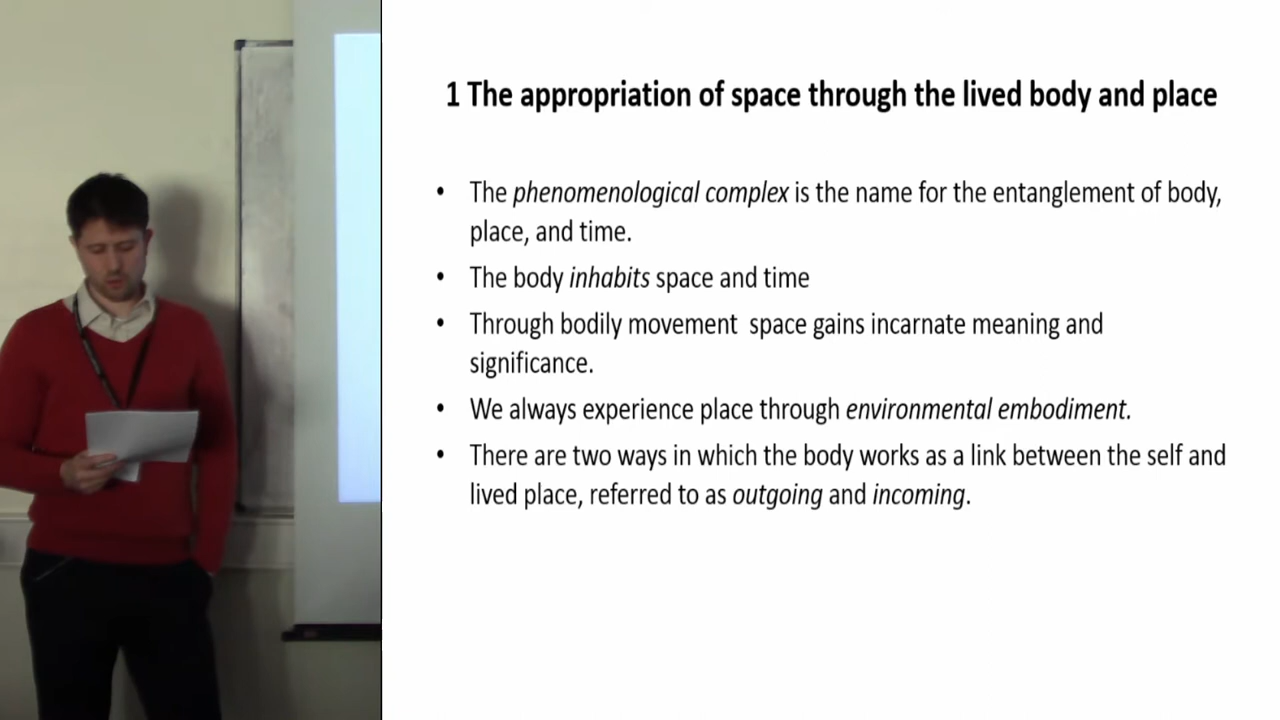 1 The appropriation of space through the lived body and place
• The phenomenological complex is the name for the entanglement of body,
place, and time.
• The body inhabits space and time
• Through bodily movement  space gains incarnate meaning and
significance.
• We always experience place through environmental embodiment.
• There are two ways in which the body works as a link between the self and
lived place, referred to as outgoing and incoming.